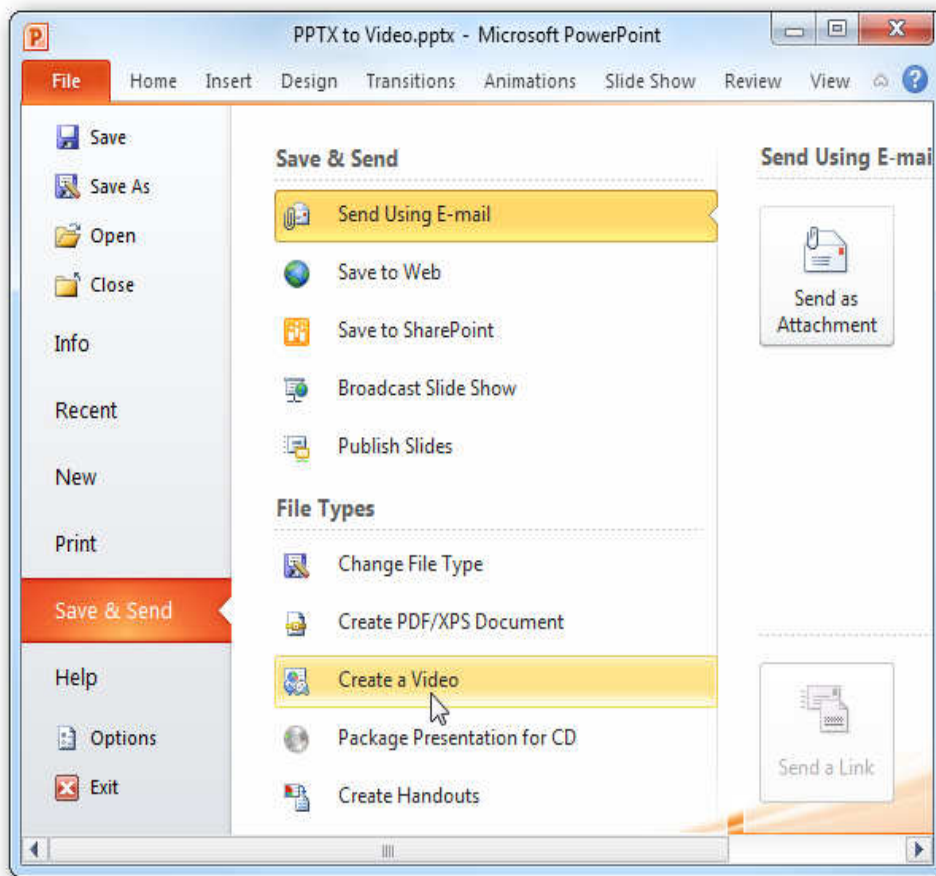 P
PPTX to Video.pptx - Microsoft PowerPoint
File Home Insert Design Transitions Animations Slide Show Review View ?
Save
Save As
Open
Close
Info
Recent
New
Print
Save & Send
Help
Options
Exit
Save & Send
Send Using E-mail
Save to Web
Save to SharePoint
Broadcast Slide Show
Publish Slides
File Types
Change File Type
Create PDF/XPS Document
Create a Video
Package Presentation for CD
Create Handouts
Send Using E-mai
Send as
Attachment
Send a Link